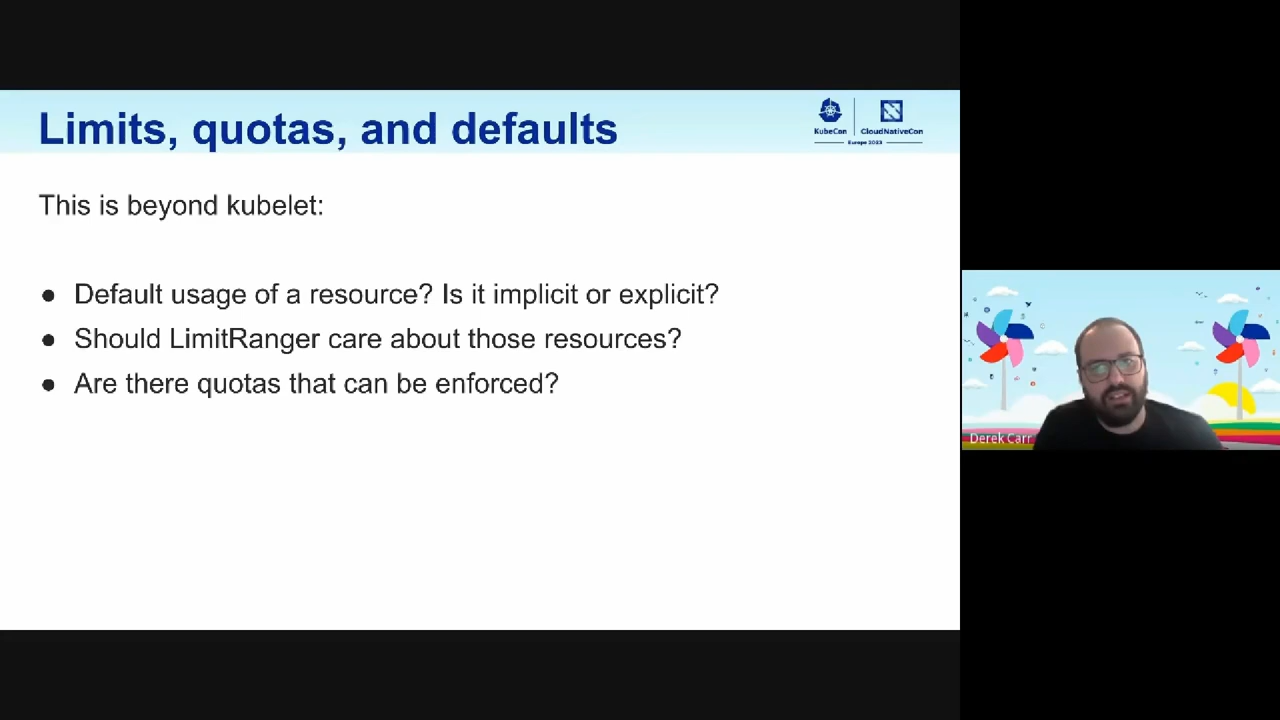 Limits, quotas, and defaults
KubeCon
CloudNativeCon
Europe 2023
This is beyond kubelet:
● Default usage of a resource? Is it implicit or explicit?
● Should LimitRanger care about those resources?
● Are there quotas that can be enforced?
Derek Carr